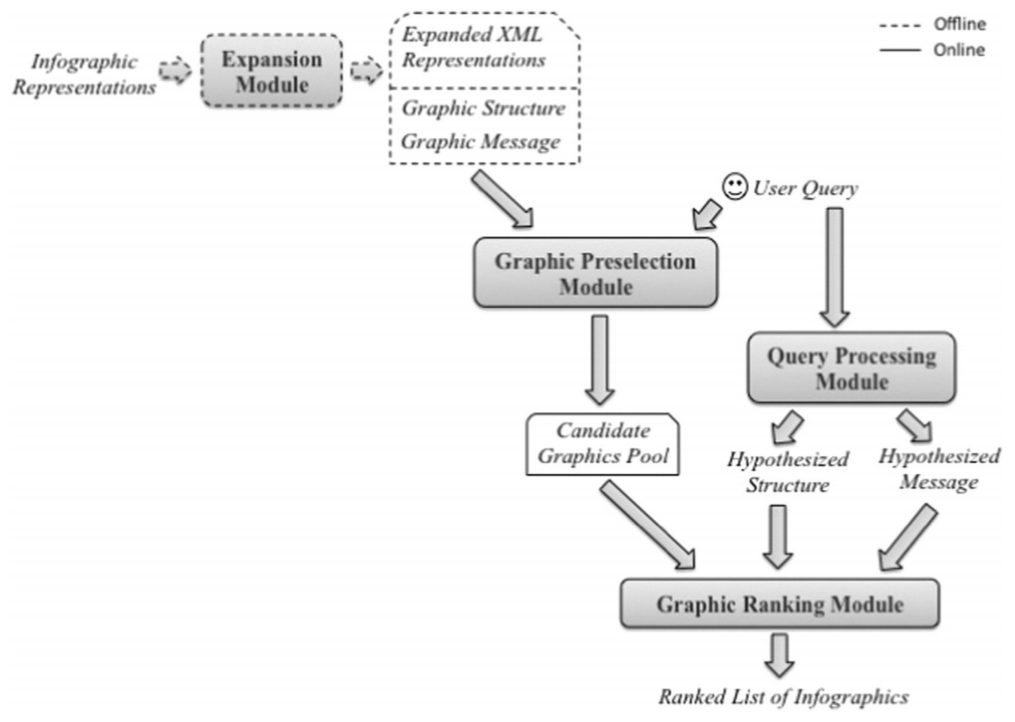 Offline
Online
Infographic
Representations
Expansion
Module
Expanded XML
Representations
Graphic Structure
Graphic Message
User Query
Graphic Preselection
Module
Query Processing
Module
Candidate
Graphics Pool
Hypothesized
Structure
Hypothesized
Message
Graphic Ranking Module
Ranked List of Infographics